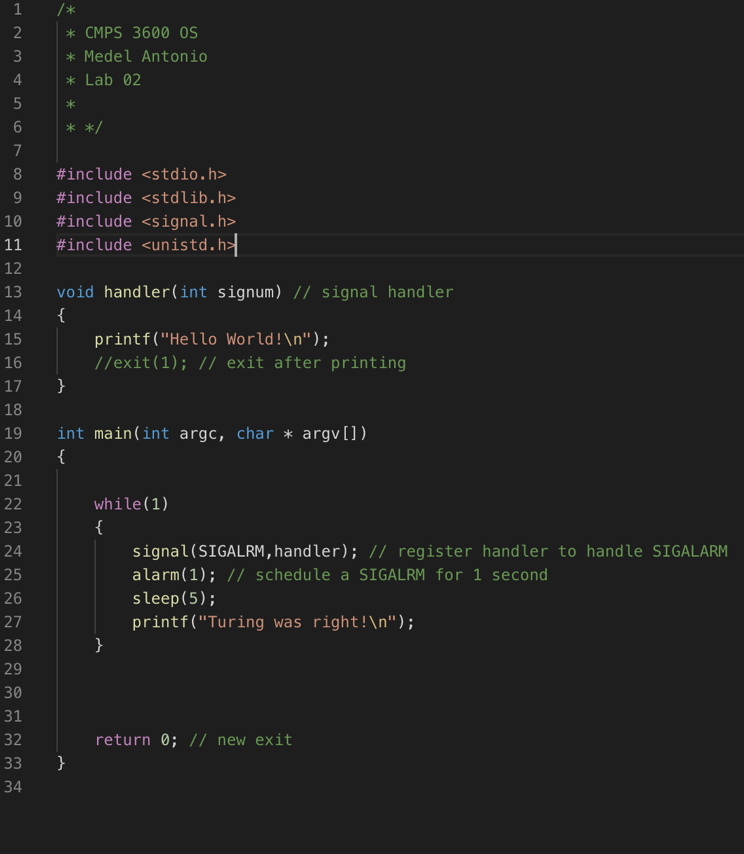 1 /*
2  * CMPS 3600 OS
3  * Medel Antonio
4  * Lab 02
5  *
6  * */
7
8 #include <stdio.h>
9 #include <stdlib.h>
10 #include <signal.h>
11 #include <unistd.h>
12
13 void handler(int signum) // signal handler
14 {
15     printf("Hello World!\n");
16     //exit(1); // exit after printing
17 }
18
19 int main(int argc, char * argv[])
20 {
21
22     while(1)
23     {
24         signal(SIGALRM,handler); // register handler to handle SIGALARM
25         alarm(1); // schedule a SIGALRM for 1 second
26         sleep(5);
27         printf("Turing was right!\n");
28     }
29
30
31
32     return 0; // new exit
33 }
34